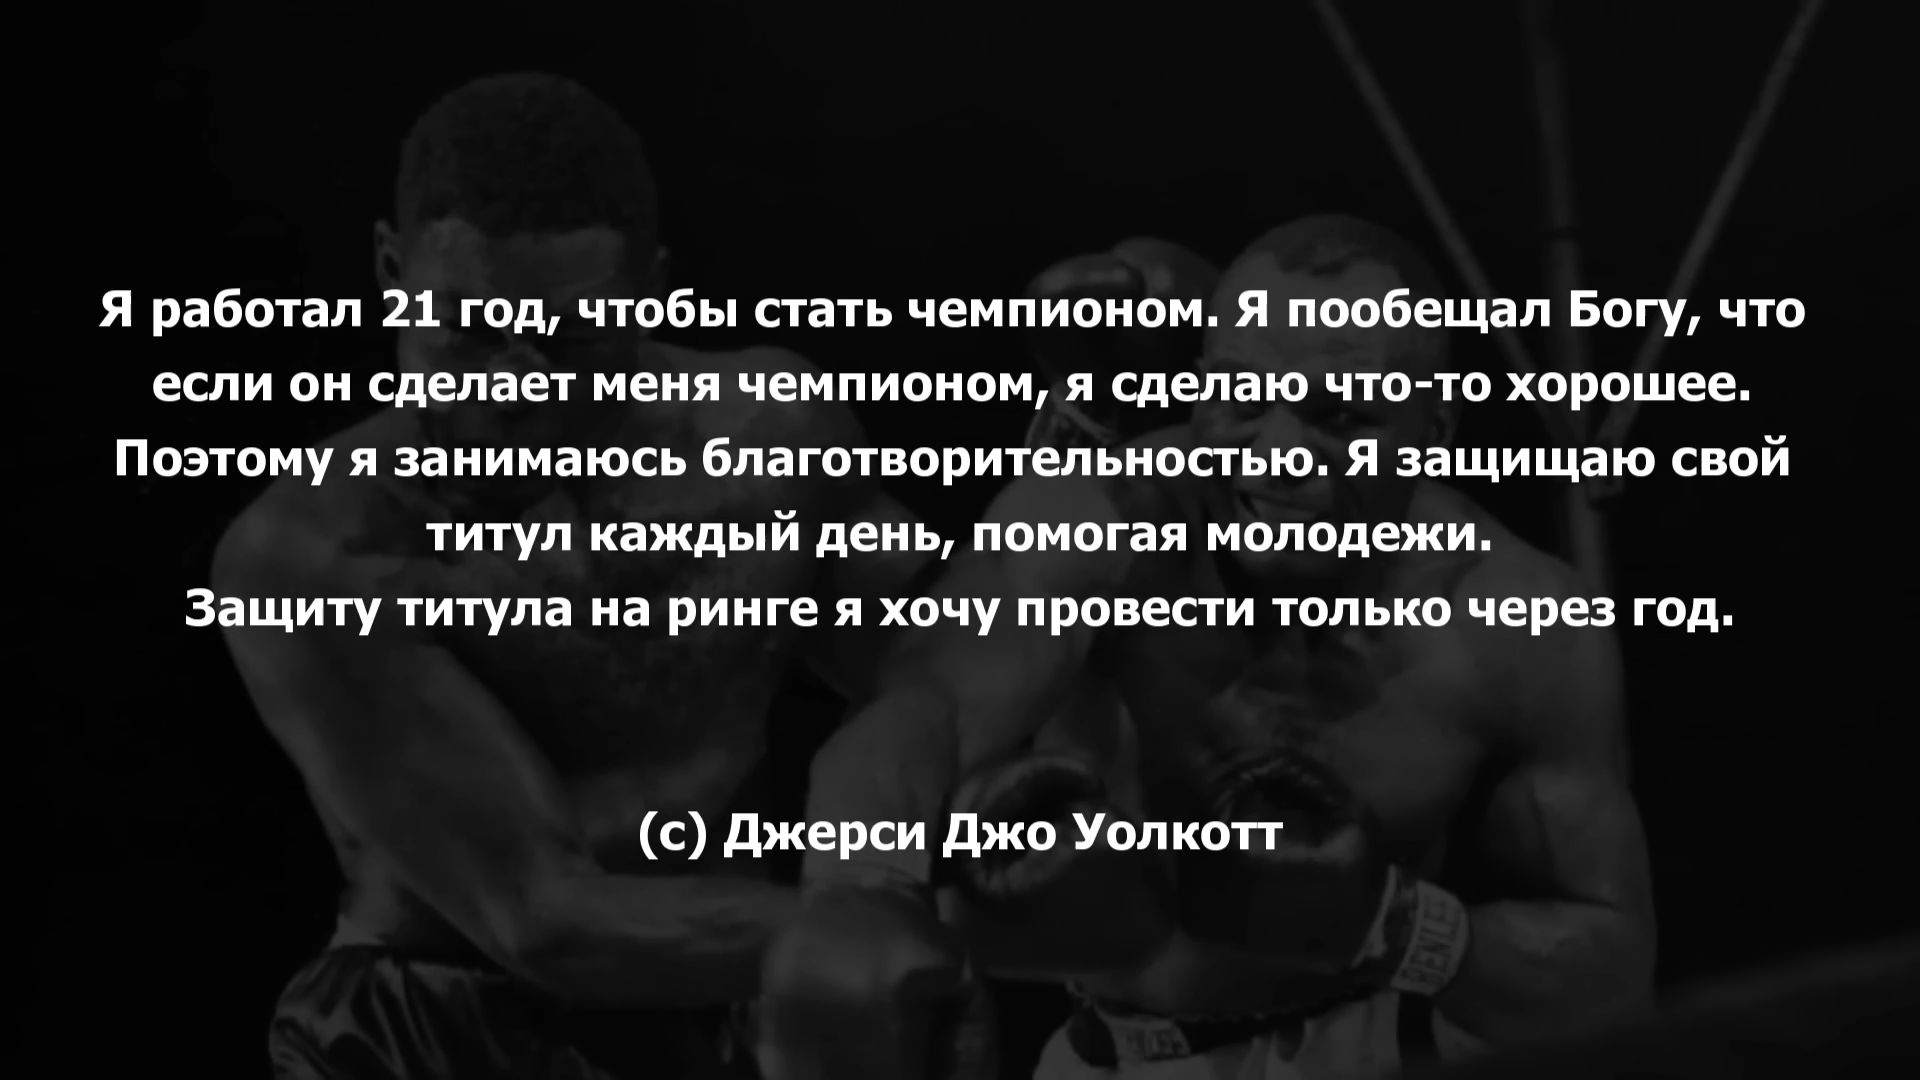 Я работал 21 год, чтобы стать чемпионом. Я пообещал Богу, что
если он сделает меня чемпионом, я сделаю что-то хорошее.
Поэтому я занимаюсь благотворительностью. Я защищаю свой
титул каждый день, помогая молодежи.
Защиту титула на ринге я хочу провести только через год.
(с) Джерси Джо Уолкотт